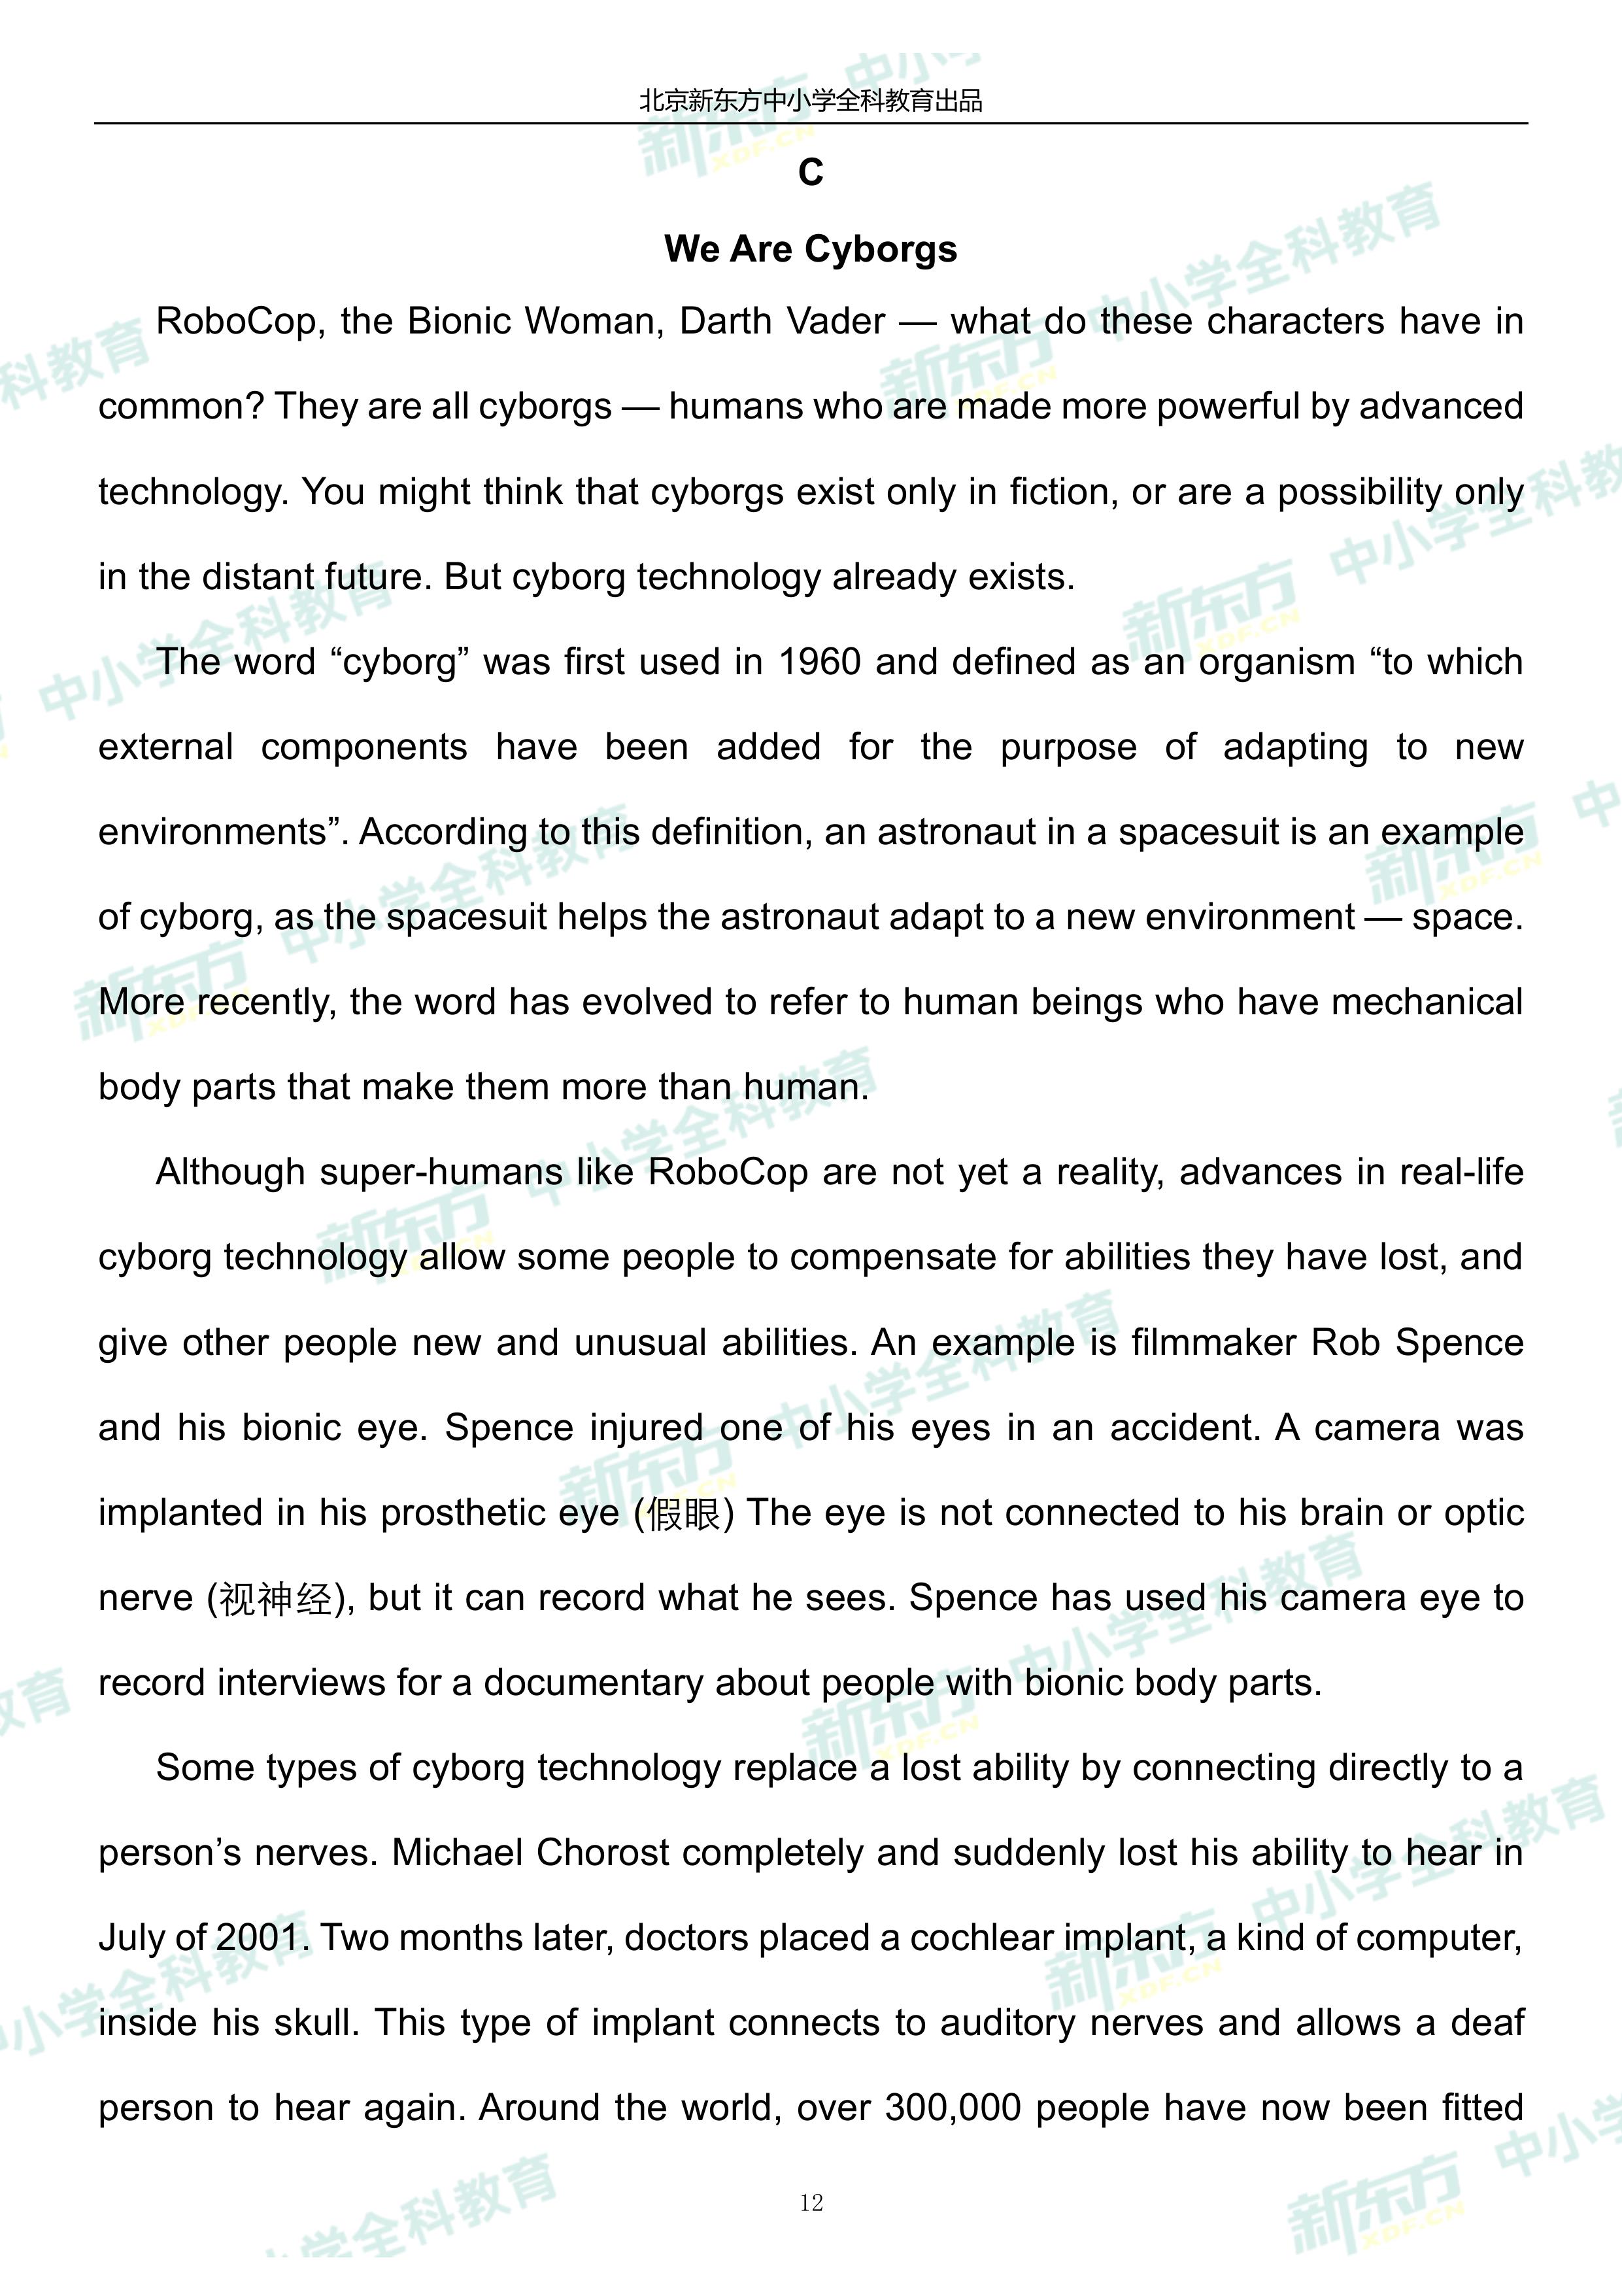 北京新东方中小学全科教育出品
C
We Are Cyborgs
RoboCop, the Bionic Woman, Darth Vader — what do these characters have in
common? They are all cyborgs — humans who are made more powerful by advanced
technology. You might think that cyborgs exist only in fiction, or are a possibility only
in the distant future. But cyborg technology already exists.
The word “cyborg” was first used in 1960 and defined as an organism “to which
external components have been added for the purpose of adapting to new
environments”. According to this definition, an astronaut in a spacesuit is an example
of cyborg, as the spacesuit helps the astronaut adapt to a new environment — space.
More recently, the word has evolved to refer to human beings who have mechanical
body parts that make them more than human.
Although super-humans like RoboCop are not yet a reality, advances in real-life
cyborg technology allow some people to compensate for abilities they have lost, and
give other people new and unusual abilities. An example is filmmaker Rob Spence
and his bionic eye. Spence injured one of his eyes in an accident. A camera was
implanted in his prosthetic eye (假眼) The eye is not connected to his brain or optic
nerve (视神经), but it can record what he sees. Spence has used his camera eye to
record interviews for a documentary about people with bionic body parts.
Some types of cyborg technology replace a lost ability by connecting directly to a
person’s nerves. Michael Chorost completely and suddenly lost his ability to hear in
July of 2001. Two months later, doctors placed a cochlear implant, a kind of computer,
inside his skull. This type of implant connects to auditory nerves and allows a deaf
person to hear again. Around the world, over 300,000 people have now been fitted
12
新东方 XDF.CN 中小学全科教育